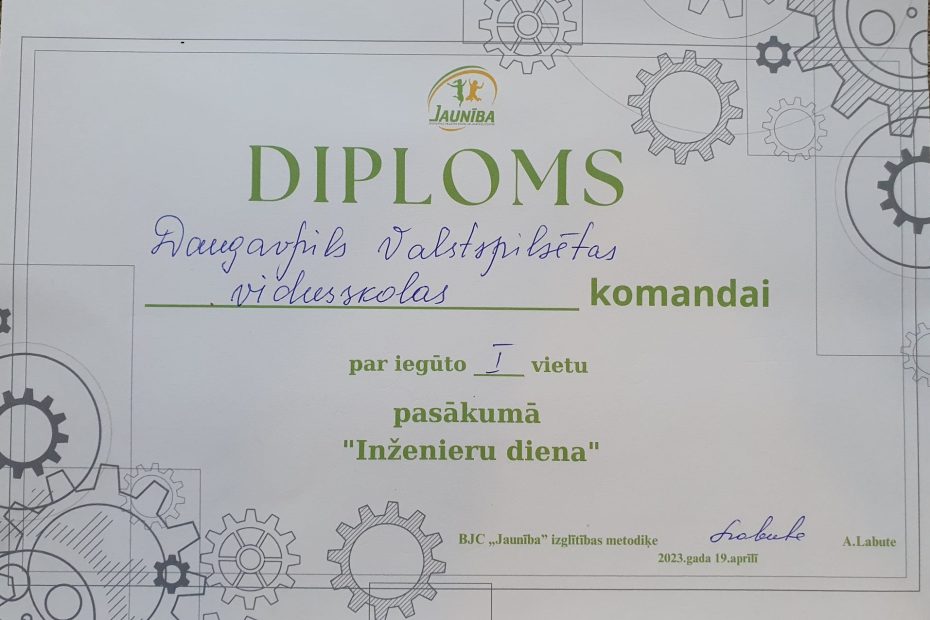 JAUNĪBA
DIPLOMS
Daugavpils Valstspilsētas
vidusskolas komandai
par iegūto I vietu
pasākumā
"Inženieru diena"
BJC „Jaunība” izglītības metodiķe A.Labute
2023.gada 19.aprīlī